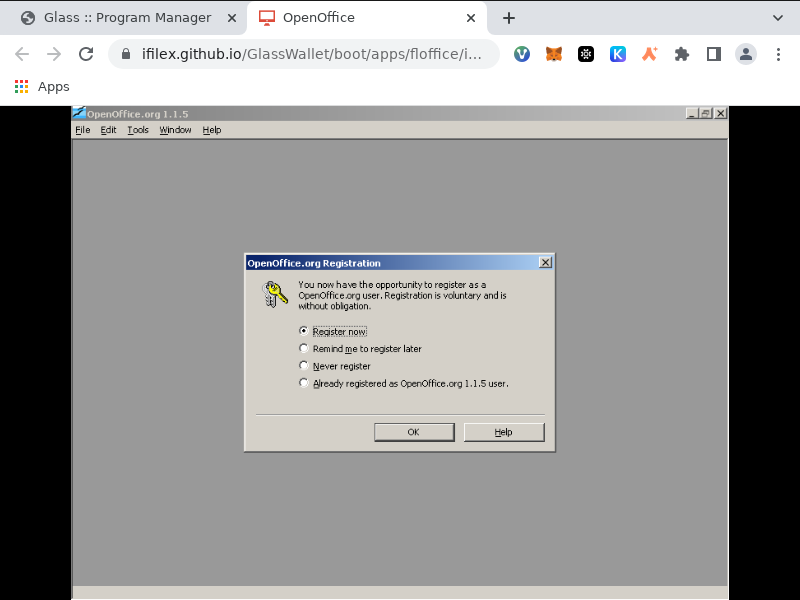 Glass :: Program Manager
OpenOffice
ifilex.github.io/GlassWallet/boot/apps/floffice/i...
Apps
OpenOffice.org 1.1.5
File Edit Tools Window Help
OpenOffice.org Registration
You now have the opportunity to register as a
OpenOffice.org user. Registration is voluntary and is
without obligation.
Register now
Remind me to register later
Never register
Already registered as OpenOffice.org 1.1.5 user.
OK Help